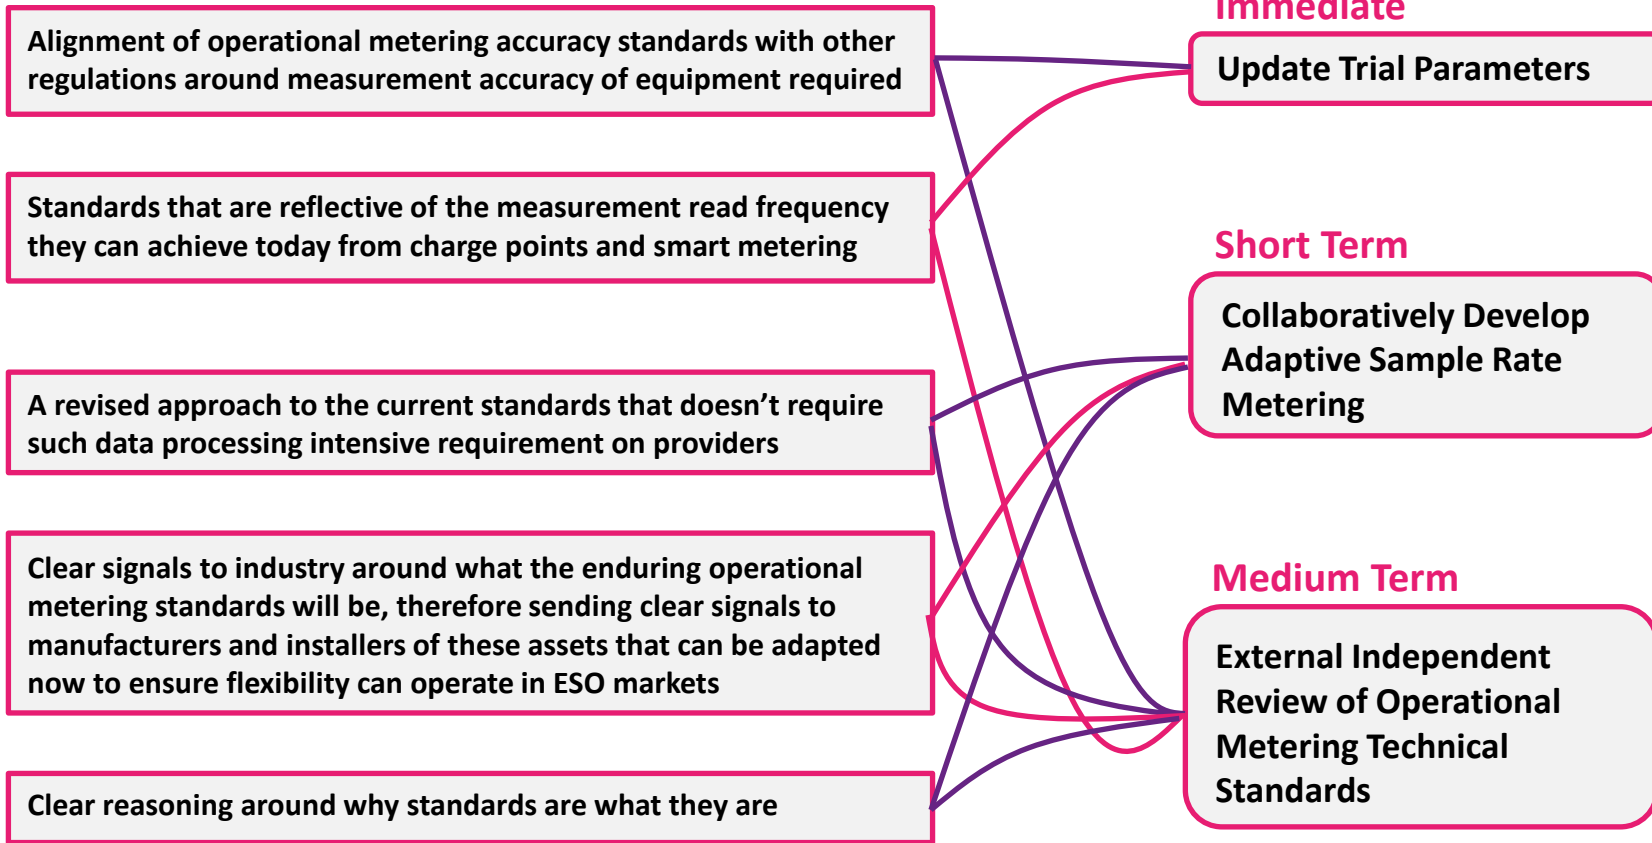 Alignment of operational metering accuracy standards with other
regulations around measurement accuracy of equipment required
Standards that are reflective of the measurement read frequency
they can achieve today from charge points and smart metering
A revised approach to the current standards that doesn’t require
such data processing intensive requirement on providers
Clear signals to industry around what the enduring operational
metering standards will be, therefore sending clear signals to
manufacturers and installers of these assets that can be adapted
now to ensure flexibility can operate in ESO markets
Clear reasoning around why standards are what they are
Immediate
Update Trial Parameters
Short Term
Collaboratively Develop
Adaptive Sample Rate
Metering
Medium Term
External Independent
Review of Operational
Metering Technical
Standards